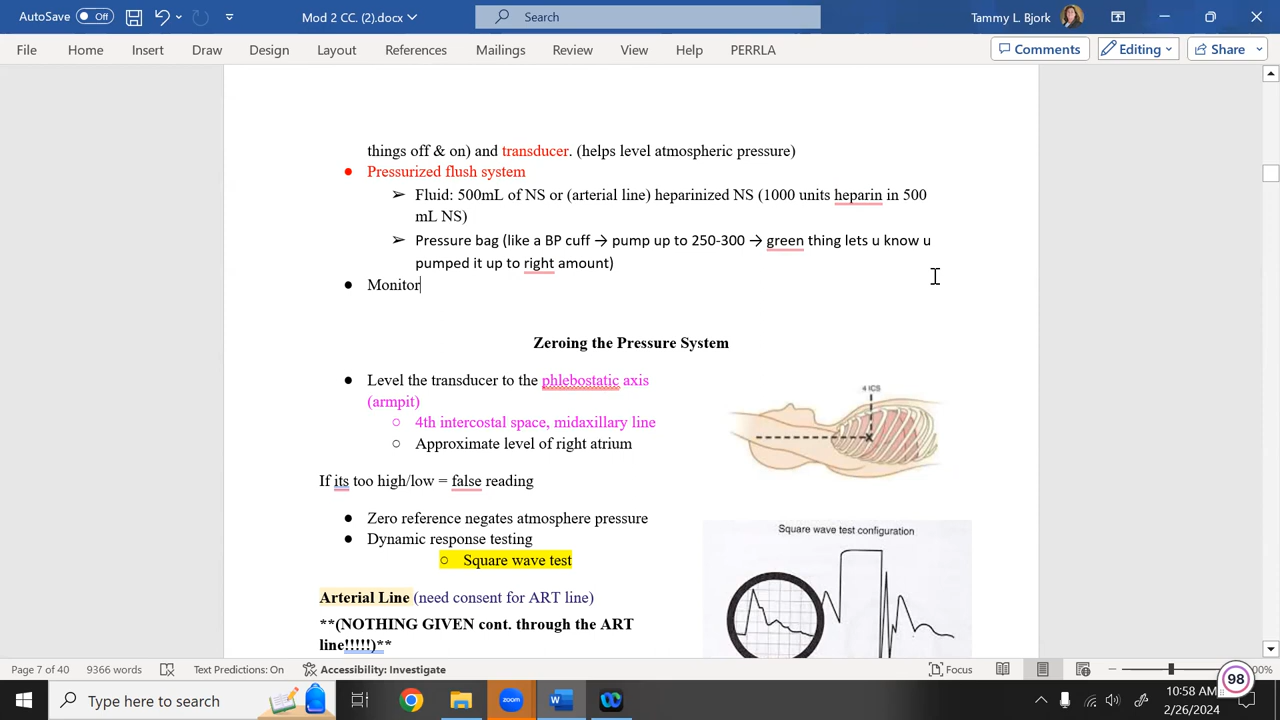 AutoSave Off Mod 2 CC. (2).docx Search Tammy L. Bjork
File Home Insert Draw Design Layout References Mailings Review View Help PERRLA Comments Editing Share
things off & on) and transducer. (helps level atmospheric pressure)
● Pressurized flush system
➢ Fluid: 500mL of NS or (arterial line) heparinized NS (1000 units heparin in 500
mL NS)
➢ Pressure bag (like a BP cuff → pump up to 250-300 → green thing lets u know u
pumped it up to right amount)
● Monitor
Zeroing the Pressure System
● Level the transducer to the phlebostatic axis
(armpit)
○ 4th intercostal space, midaxillary line
○ Approximate level of right atrium
4 ICS
If its too high/low = false reading
● Zero reference negates atmosphere pressure
● Dynamic response testing
○ Square wave test
Square wave test configuration
Arterial Line (need consent for ART line)
**(NOTHING GIVEN cont. through the ART
line!!!!!)**
Page 7 of 40 9366 words Text Predictions: On Accessibility: Investigate Focus 00%
98
Type here to search zoom W 10:58 AM
2/26/2024